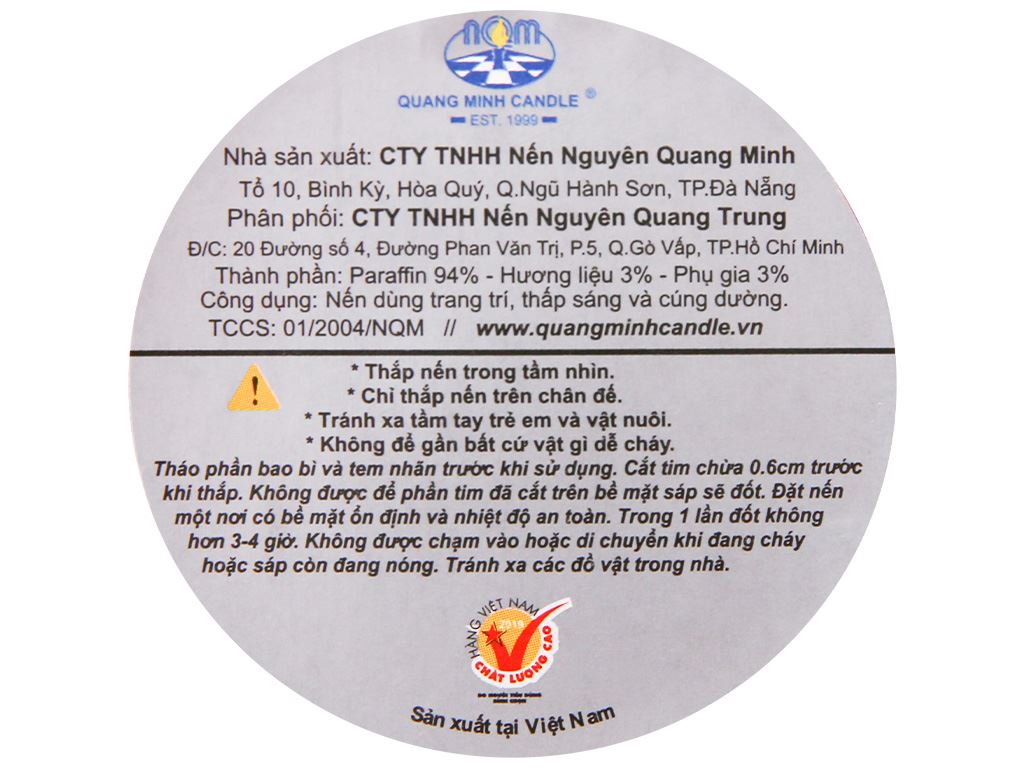 NQM
QUANG MINH CANDLE ®
EST. 1999
Nhà sản xuất: CTY TNHH Nến Nguyên Quang Minh
Tổ 10, Bình Kỳ, Hòa Quý, Q.Ngũ Hành Sơn, TP.Đà Nẵng
Phân phối: CTY TNHH Nến Nguyên Quang Trung
Đ/C: 20 Đường số 4, Đường Phan Văn Trị, P.5, Q.Gò Vấp, TP.Hồ Chí Minh
Thành phần: Paraffin 94% - Hương liệu 3% - Phụ gia 3%
Công dụng: Nến dùng trang trí, thấp sáng và cúng dường.
TCCS: 01/2004/NQM // www.quangminhcandle.vn
* Thắp nến trong tầm nhìn.
* Chỉ thắp nến trên chân đế.
* Tránh xa tầm tay trẻ em và vật nuôi.
* Không để gần bất cứ vật gì dễ cháy.
Tháo phần bao bì và tem nhãn trước khi sử dụng. Cắt tim chừa 0.6cm trước
khi thắp. Không được để phần tim đã cắt trên bề mặt sáp sẽ đốt. Đặt nến
một nơi có bề mặt ổn định và nhiệt độ an toàn. Trong 1 lần đốt không
hơn 3-4 giờ. Không được chạm vào hoặc di chuyển khi đang cháy
hoặc sáp còn đang nóng. Tránh xa các đồ vật trong nhà.
HÀNG VIỆT NAM
2019
CHẤT LƯỢNG CAO
DO NGƯỜI TIÊU DÙNG
BÌNH CHỌN
Sản xuất tại Việt Nam